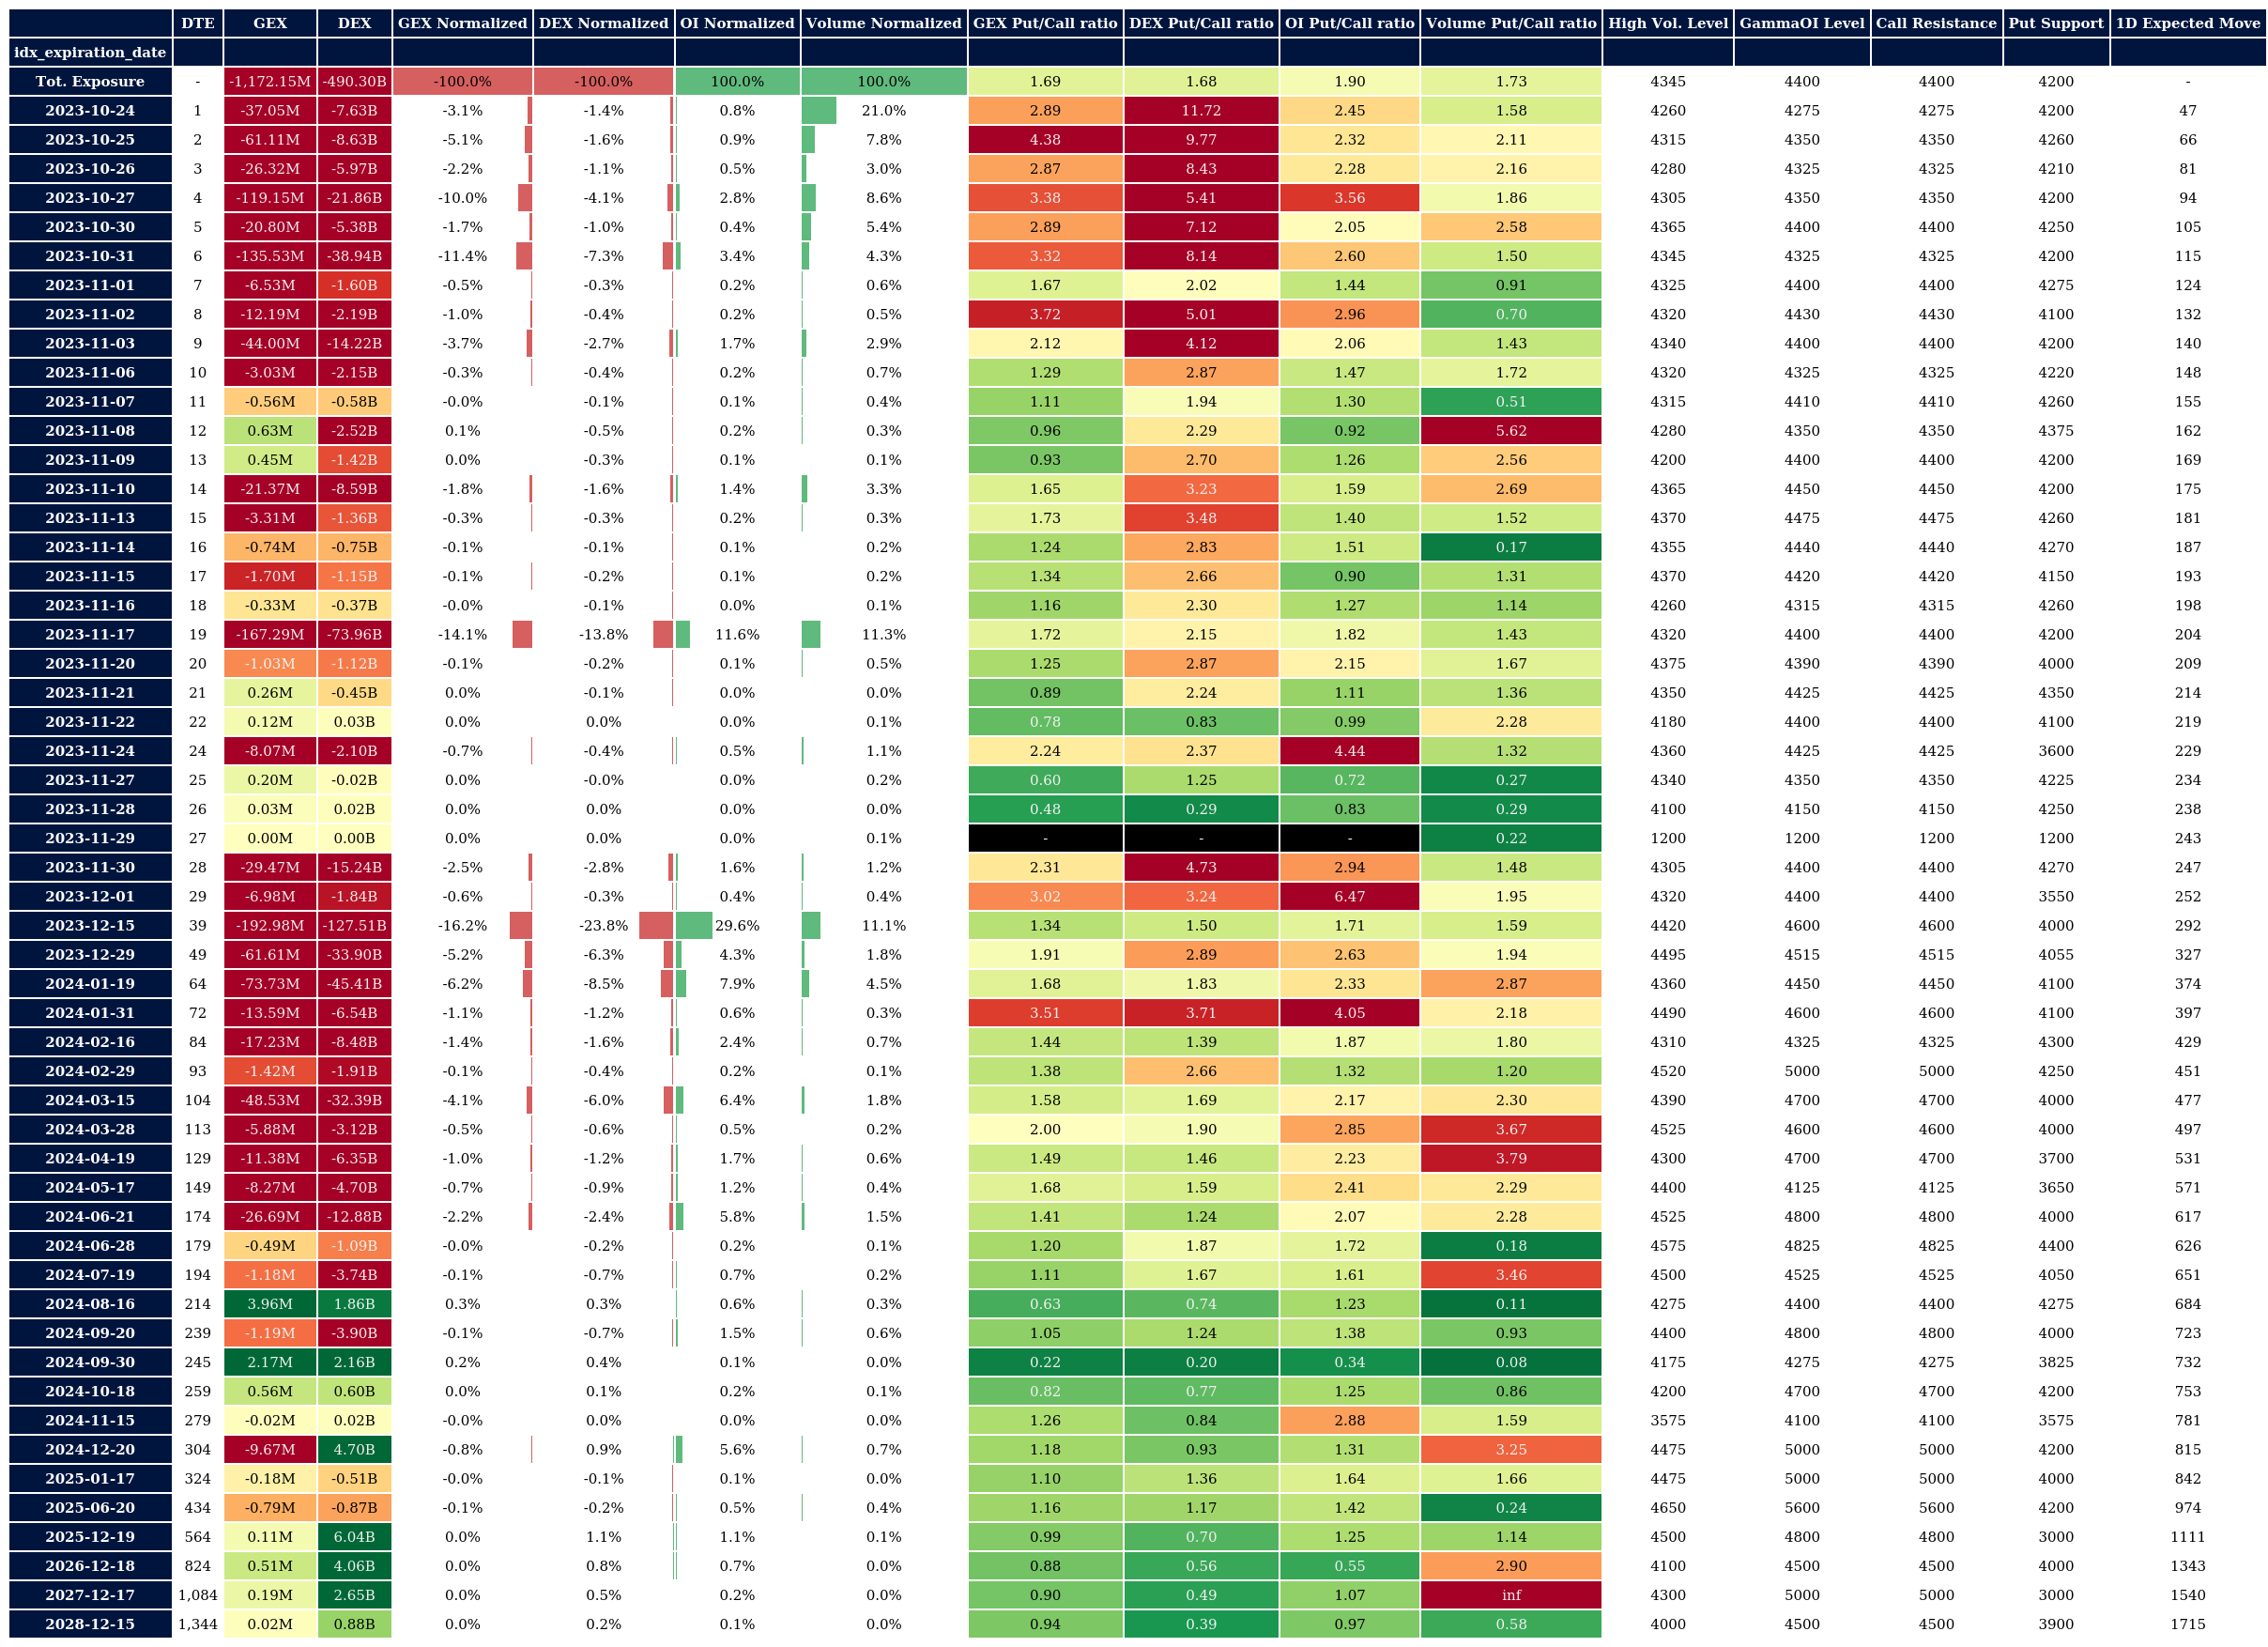 DTE GEX DEX GEX Normalized DEX Normalized OI Normalized Volume Normalized GEX Put/Call ratio DEX Put/Call ratio OI Put/Call ratio Volume Put/Call ratio High Vol. Level GammaOI Level Call Resistance Put Support 1D Expected Move
idx_expiration_date
Tot. Exposure - -1,172.15M -490.30B -100.0% -100.0% 100.0% 100.0% 1.69 1.68 1.90 1.73 4345 4400 4400 4200 -
2023-10-24 1 -37.05M -7.63B -3.1% -1.4% 0.8% 21.0% 2.89 11.72 2.45 1.58 4260 4275 4275 4200 47
2023-10-25 2 -61.11M -8.63B -5.1% -1.6% 0.9% 7.8% 4.38 9.77 2.32 2.11 4315 4350 4350 4260 66
2023-10-26 3 -26.32M -5.97B -2.2% -1.1% 0.5% 3.0% 2.87 8.43 2.28 2.16 4280 4325 4325 4210 81
2023-10-27 4 -119.15M -21.86B -10.0% -4.1% 2.8% 8.6% 3.38 5.41 3.56 1.86 4305 4350 4350 4200 94
2023-10-30 5 -20.80M -5.38B -1.7% -1.0% 0.4% 5.4% 2.89 7.12 2.05 2.58 4365 4400 4400 4250 105
2023-10-31 6 -135.53M -38.94B -11.4% -7.3% 3.4% 4.3% 3.32 8.14 2.60 1.50 4345 4325 4325 4200 115
2023-11-01 7 -6.53M -1.60B -0.5% -0.3% 0.2% 0.6% 1.67 2.02 1.44 0.91 4325 4400 4400 4275 124
2023-11-02 8 -12.19M -2.19B -1.0% -0.4% 0.2% 0.5% 3.72 5.01 2.96 0.70 4320 4430 4430 4100 132
2023-11-03 9 -44.00M -14.22B -3.7% -2.7% 1.7% 2.9% 2.12 4.12 2.06 1.43 4340 4400 4400 4200 140
2023-11-06 10 -3.03M -2.15B -0.3% -0.4% 0.2% 0.7% 1.29 2.87 1.47 1.72 4320 4325 4325 4220 148
2023-11-07 11 -0.56M -0.58B -0.0% -0.1% 0.1% 0.4% 1.11 1.94 1.30 0.51 4315 4410 4410 4260 155
2023-11-08 12 0.63M -2.52B 0.1% -0.5% 0.2% 0.3% 0.96 2.29 0.92 5.62 4280 4350 4350 4375 162
2023-11-09 13 0.45M -1.42B 0.0% -0.3% 0.1% 0.1% 0.93 2.70 1.26 2.56 4200 4400 4400 4200 169
2023-11-10 14 -21.37M -8.59B -1.8% -1.6% 1.4% 3.3% 1.65 3.23 1.59 2.69 4365 4450 4450 4200 175
2023-11-13 15 -3.31M -1.36B -0.3% -0.3% 0.2% 0.3% 1.73 3.48 1.40 1.52 4370 4475 4475 4260 181
2023-11-14 16 -0.74M -0.75B -0.1% -0.1% 0.1% 0.2% 1.24 2.83 1.51 0.17 4355 4440 4440 4270 187
2023-11-15 17 -1.70M -1.15B -0.1% -0.2% 0.1% 0.2% 1.34 2.66 0.90 1.31 4370 4420 4420 4150 193
2023-11-16 18 -0.33M -0.37B -0.0% -0.1% 0.0% 0.1% 1.16 2.30 1.27 1.14 4260 4315 4315 4260 198
2023-11-17 19 -167.29M -73.96B -14.1% -13.8% 11.6% 11.3% 1.72 2.15 1.82 1.43 4320 4400 4400 4200 204
2023-11-20 20 -1.03M -1.12B -0.1% -0.2% 0.1% 0.5% 1.25 2.87 2.15 1.67 4375 4390 4390 4000 209
2023-11-21 21 0.26M -0.45B 0.0% -0.1% 0.0% 0.0% 0.89 2.24 1.11 1.36 4350 4425 4425 4350 214
2023-11-22 22 0.12M 0.03B 0.0% 0.0% 0.0% 0.1% 0.78 0.83 0.99 2.28 4180 4400 4400 4100 219
2023-11-24 24 -8.07M -2.10B -0.7% -0.4% 0.5% 1.1% 2.24 2.37 4.44 1.32 4360 4425 4425 3600 229
2023-11-27 25 0.20M -0.02B 0.0% -0.0% 0.0% 0.2% 0.60 1.25 0.72 0.27 4340 4350 4350 4225 234
2023-11-28 26 0.03M 0.02B 0.0% 0.0% 0.0% 0.0% 0.48 0.29 0.83 0.29 4100 4150 4150 4250 238
2023-11-29 27 0.00M 0.00B 0.0% 0.0% 0.0% 0.1% - - - 0.22 1200 1200 1200 1200 243
2023-11-30 28 -29.47M -15.24B -2.5% -2.8% 1.6% 1.2% 2.31 4.73 2.94 1.48 4305 4400 4400 4270 247
2023-12-01 29 -6.98M -1.84B -0.6% -0.3% 0.4% 0.4% 3.02 3.24 6.47 1.95 4320 4400 4400 3550 252
2023-12-15 39 -192.98M -127.51B -16.2% -23.8% 29.6% 11.1% 1.34 1.50 1.71 1.59 4420 4600 4600 4000 292
2023-12-29 49 -61.61M -33.90B -5.2% -6.3% 4.3% 1.8% 1.91 2.89 2.63 1.94 4495 4515 4515 4055 327
2024-01-19 64 -73.73M -45.41B -6.2% -8.5% 7.9% 4.5% 1.68 1.83 2.33 2.87 4360 4450 4450 4100 374
2024-01-31 72 -13.59M -6.54B -1.1% -1.2% 0.6% 0.3% 3.51 3.71 4.05 2.18 4490 4600 4600 4100 397
2024-02-16 84 -17.23M -8.48B -1.4% -1.6% 2.4% 0.7% 1.44 1.39 1.87 1.80 4310 4325 4325 4300 429
2024-02-29 93 -1.42M -1.91B -0.1% -0.4% 0.2% 0.1% 1.38 2.66 1.32 1.20 4520 5000 5000 4250 451
2024-03-15 104 -48.53M -32.39B -4.1% -6.0% 6.4% 1.8% 1.58 1.69 2.17 2.30 4390 4700 4700 4000 477
2024-03-28 113 -5.88M -3.12B -0.5% -0.6% 0.5% 0.2% 2.00 1.90 2.85 3.67 4525 4600 4600 4000 497
2024-04-19 129 -11.38M -6.35B -1.0% -1.2% 1.7% 0.6% 1.49 1.46 2.23 3.79 4300 4700 4700 3700 531
2024-05-17 149 -8.27M -4.70B -0.7% -0.9% 1.2% 0.4% 1.68 1.59 2.41 2.29 4400 4125 4125 3650 571
2024-06-21 174 -26.69M -12.88B -2.2% -2.4% 5.8% 1.5% 1.41 1.24 2.07 2.28 4525 4800 4800 4000 617
2024-06-28 179 -0.49M -1.09B -0.0% -0.2% 0.2% 0.1% 1.20 1.87 1.72 0.18 4575 4825 4825 4400 626
2024-07-19 194 -1.18M -3.74B -0.1% -0.7% 0.7% 0.2% 1.11 1.67 1.61 3.46 4500 4525 4525 4050 651
2024-08-16 214 3.96M 1.86B 0.3% 0.3% 0.6% 0.3% 0.63 0.74 1.23 0.11 4275 4400 4400 4275 684
2024-09-20 239 -1.19M -3.90B -0.1% -0.7% 1.5% 0.6% 1.05 1.24 1.38 0.93 4400 4800 4800 4000 723
2024-09-30 245 2.17M 2.16B 0.2% 0.4% 0.1% 0.0% 0.22 0.20 0.34 0.08 4175 4275 4275 3825 732
2024-10-18 259 0.56M 0.60B 0.0% 0.1% 0.2% 0.1% 0.82 0.77 1.25 0.86 4200 4700 4700 4200 753
2024-11-15 279 -0.02M 0.02B -0.0% 0.0% 0.0% 0.0% 1.26 0.84 2.88 1.59 3575 4100 4100 3575 781
2024-12-20 304 -9.67M 4.70B -0.8% 0.9% 5.6% 0.7% 1.18 0.93 1.31 3.25 4475 5000 5000 4200 815
2025-01-17 324 -0.18M -0.51B -0.0% -0.1% 0.1% 0.0% 1.10 1.36 1.64 1.66 4475 5000 5000 4000 842
2025-06-20 434 -0.79M -0.87B -0.1% -0.2% 0.5% 0.4% 1.16 1.17 1.42 0.24 4650 5600 5600 4200 974
2025-12-19 564 0.11M 6.04B 0.0% 1.1% 1.1% 0.1% 0.99 0.70 1.25 1.14 4500 4800 4800 3000 1111
2026-12-18 824 0.51M 4.06B 0.0% 0.8% 0.7% 0.0% 0.88 0.56 0.55 2.90 4100 4500 4500 4000 1343
2027-12-17 1,084 0.19M 2.65B 0.0% 0.5% 0.2% 0.0% 0.90 0.49 1.07 inf 4300 5000 5000 3000 1540
2028-12-15 1,344 0.02M 0.88B 0.0% 0.2% 0.1% 0.0% 0.94 0.39 0.97 0.58 4000 4500 4500 3900 1715